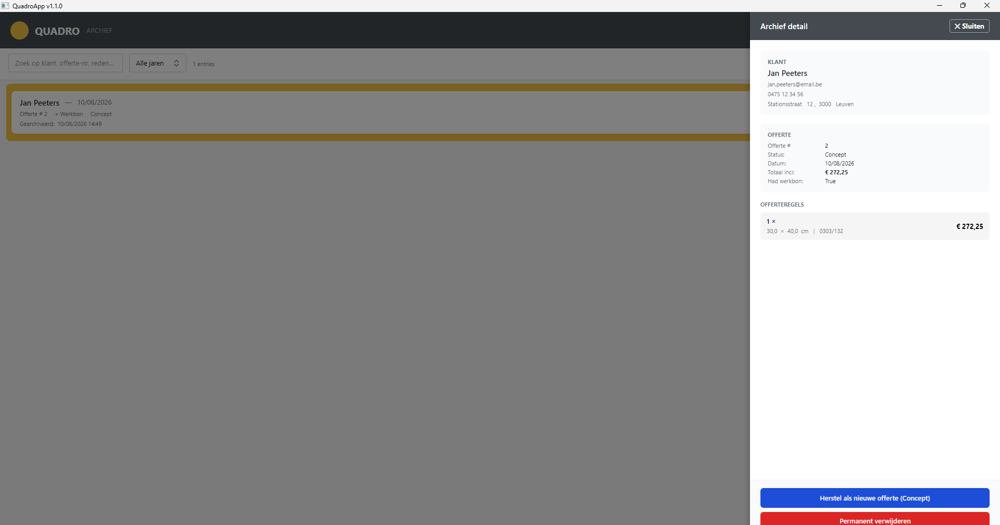 QuadroApp v1.1.0
QUADRO ARCHIEF
Zoek op klant, offerte-nr, reden...
Alle jaren
1 entries
Jan Peeters — 10/08/2026
Offerte # 2 + Werkbon Concept
Gearchiveerd: 10/08/2026 14:49
Archief detail
✕ Sluiten
KLANT
Jan Peeters
jan.peeters@email.be
0475 12 34 56
Stationsstraat 12 , 3000 Leuven
OFFERTE
Offerte # 2
Status: Concept
Datum: 10/08/2026
Totaal incl: € 272,25
Had werkbon: True
OFFERTEREGELS
1 ×
30,0 × 40,0 cm | 0303/132
€ 272,25
Herstel als nieuwe offerte (Concept)
Permanent verwijderen